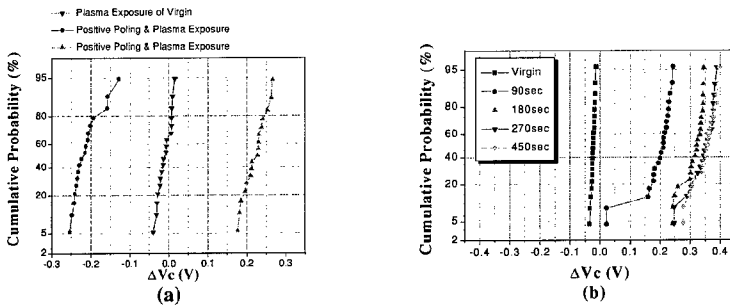 Plasma Exposure of Virgin
Positive Poling & Plasma Exposure
Positive Poling & Plasma Exposure
(a)
Cumulative Probability (%)
95
80
60
40
20
5
2
-0.3 -0.2 -0.1 0.0 0.1 0.2 0.3
ΔVc (V)
(a)
(b)
Cumulative Probability (%)
95
80
60
40
20
5
2
Virgin
90sec
180sec
270sec
450sec
-0.4 -0.3 -0.2 -0.1 0.0 0.1 0.2 0.3 0.4
ΔVc (V)
(b)